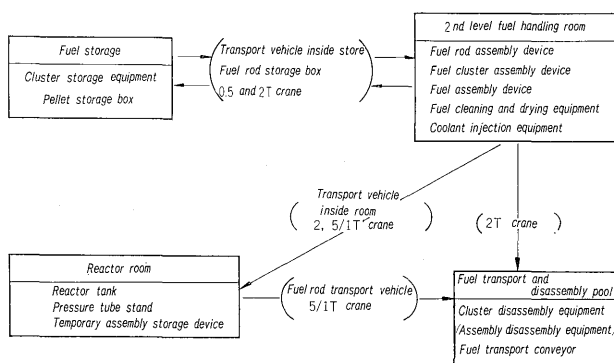 Fuel storage
Cluster storage equipment
Pellet storage box
Transport vehicle inside store
Fuel rod storage box
0.5 and 2T crane
2nd level fuel handling room
Fuel rod assembly device
Fuel cluster assembly device
Fuel assembly device
Fuel cleaning and drying equipment
Coolant injection equipment
Transport vehicle
inside room
2, 5/1T crane
(2T crane)
Reactor room
Reactor tank
Pressure tube stand
Temporary assembly storage device
Fuel rod transport vehicle
5/1T crane
Fuel transport and
disassembly pool
Cluster disassembly equipment
(Assembly disassembly equipment)
Fuel transport conveyor